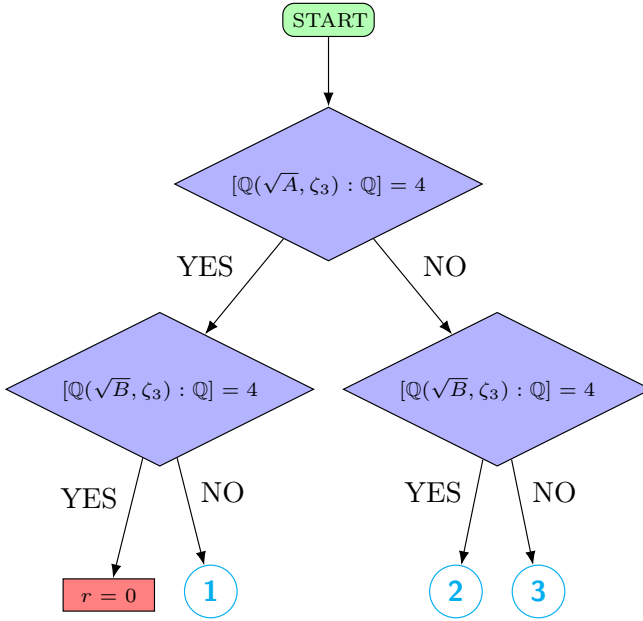 START
[ℚ(√A, ζ₃) : ℚ] = 4
YES
NO
[ℚ(√B, ζ₃) : ℚ] = 4
[ℚ(√B, ζ₃) : ℚ] = 4
YES
NO
YES
NO
r = 0
1
2
3